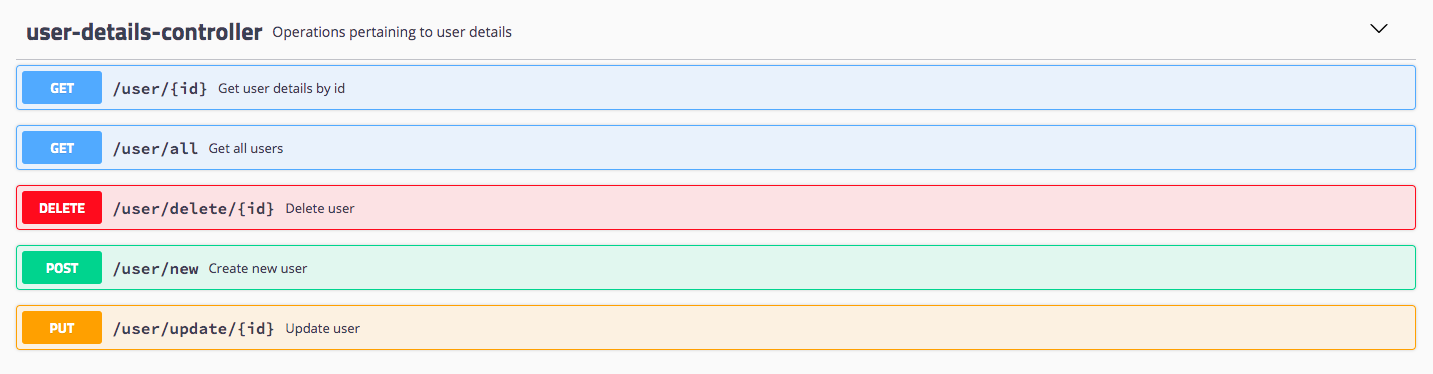 user-details-controller Operations pertaining to user details
GET /user/{id} Get user details by id
GET /user/all Get all users
DELETE /user/delete/{id} Delete user
POST /user/new Create new user
PUT /user/update/{id} Update user